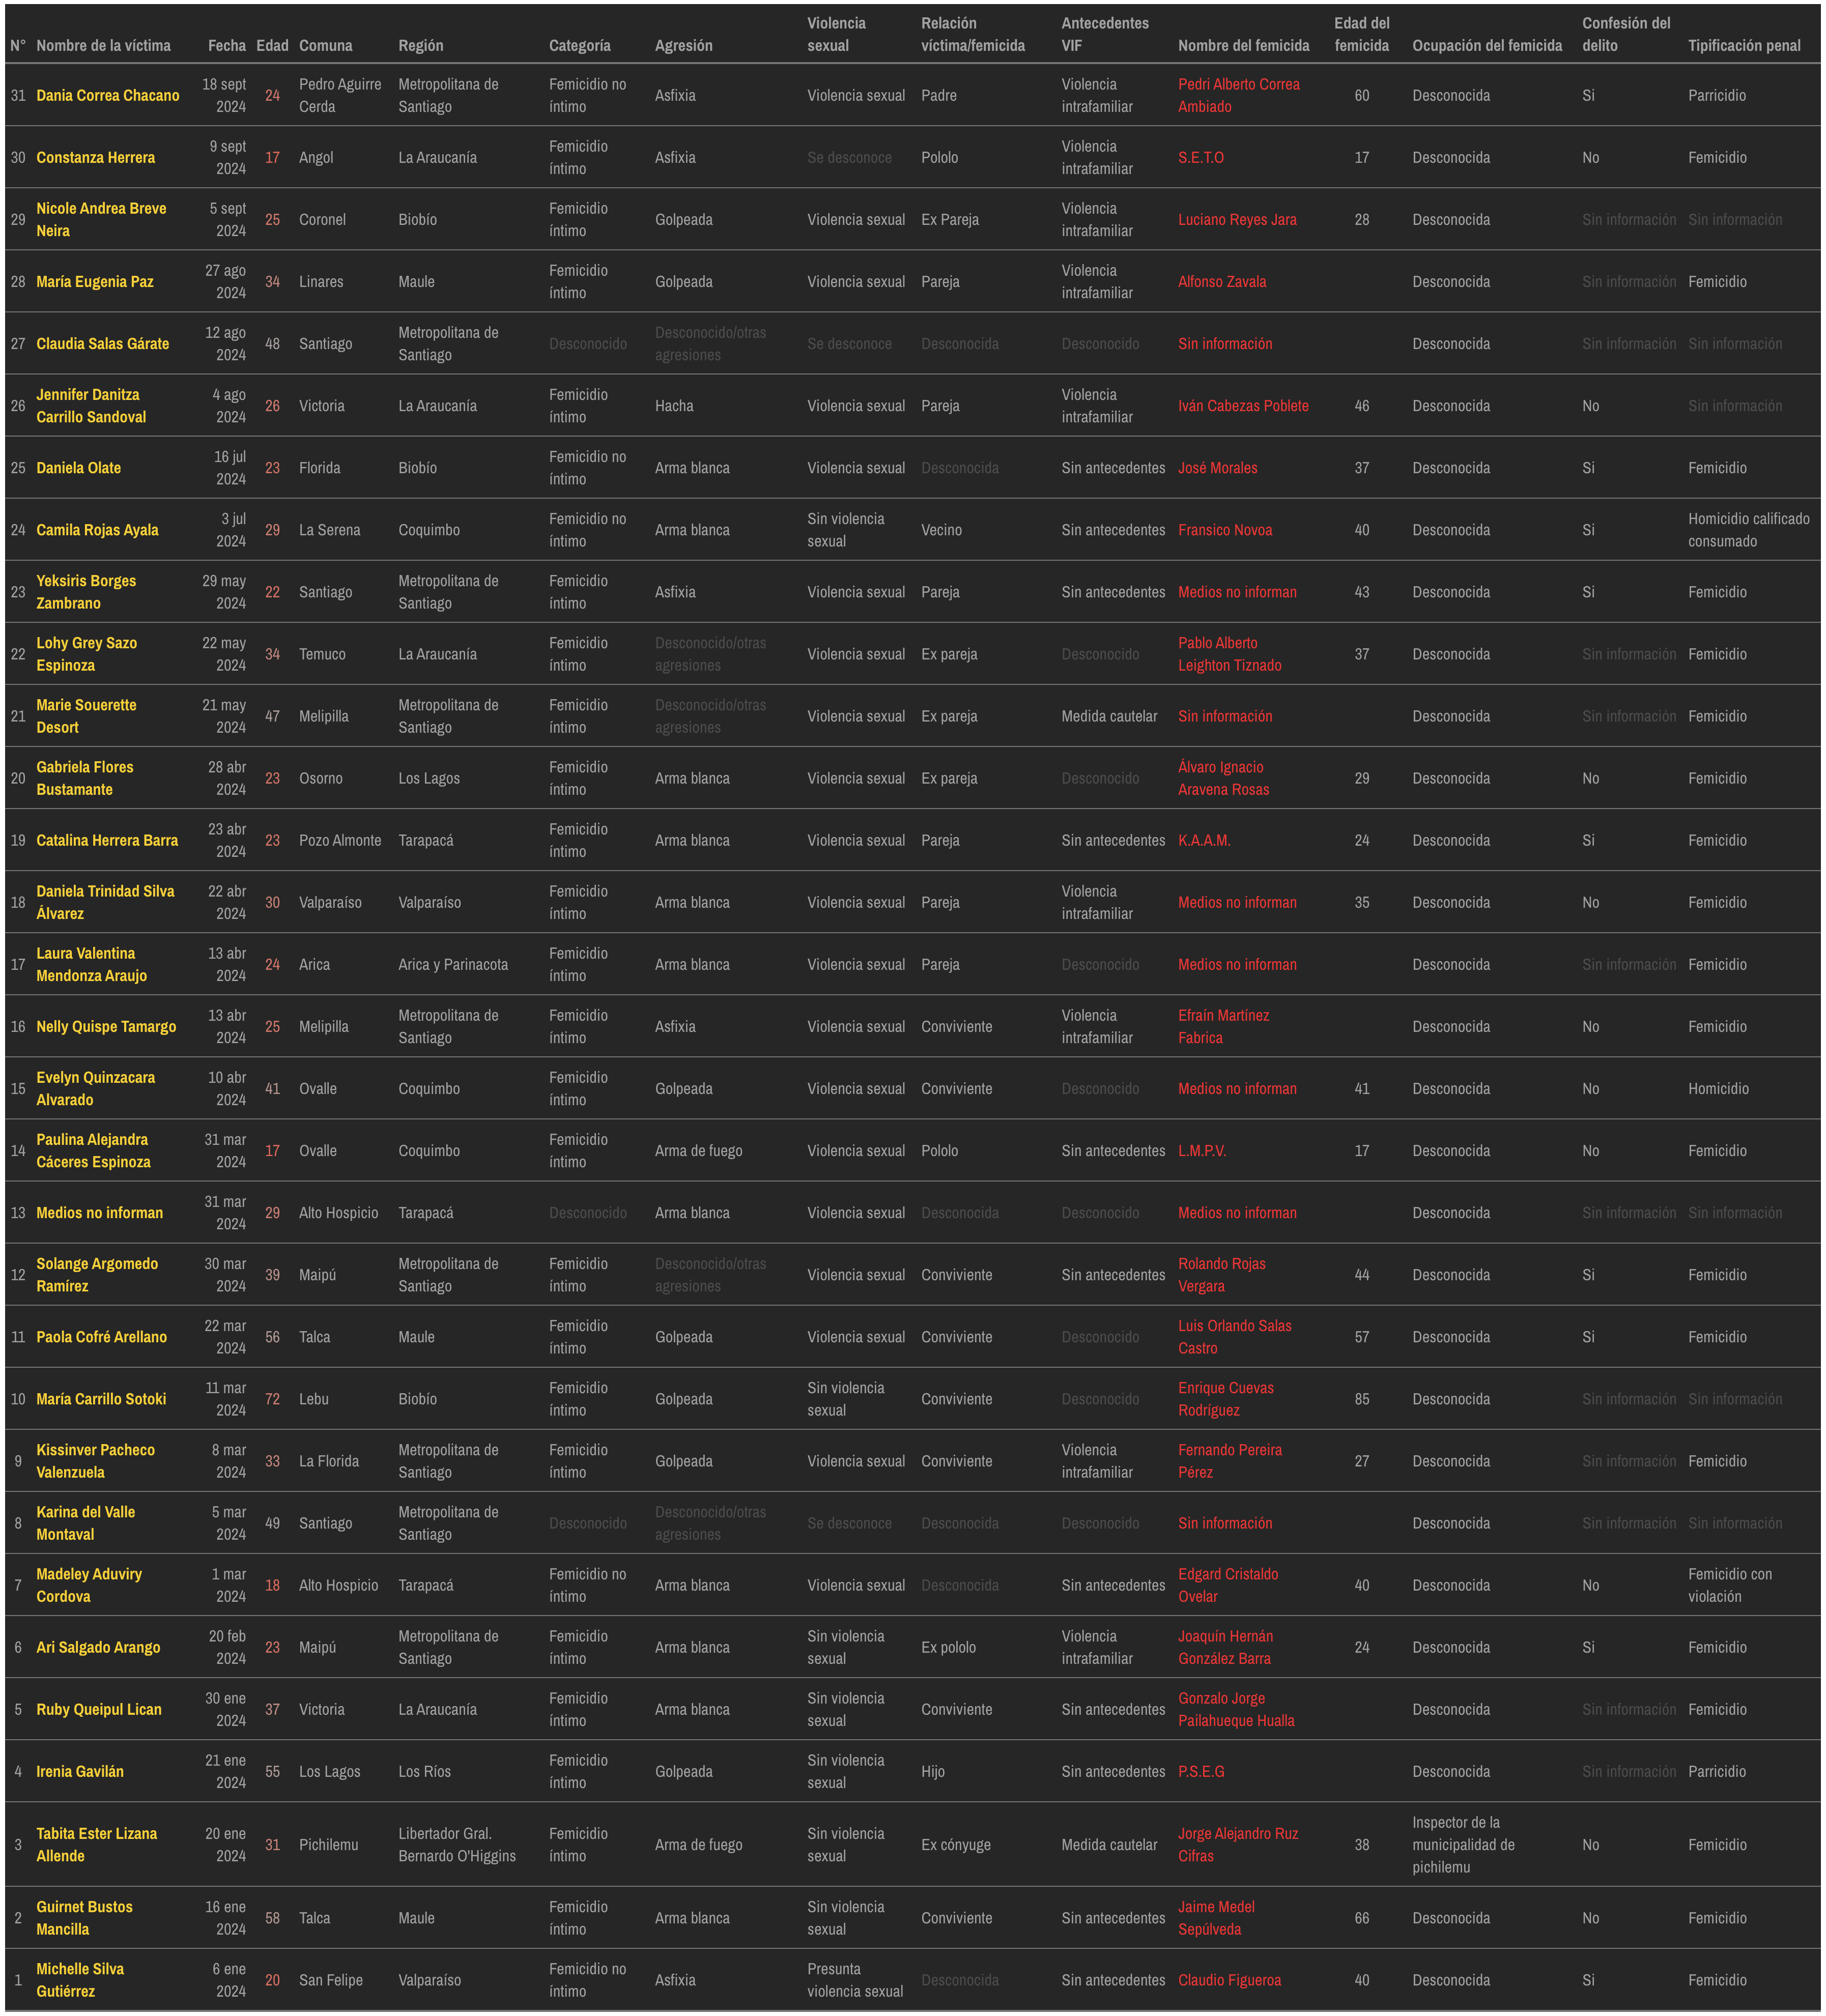 N° Nombre de la víctima Fecha Edad Comuna Región Categoría Agresión Violencia sexual Relación víctima/femicida Antecedentes VIF Nombre del femicida Edad del femicida Ocupación del femicida Confesión del delito Tipificación penal
31 Dania Correa Chacano 18 sept 2024 24 Pedro Aguirre Cerda Metropolitana de Santiago Femicidio no íntimo Asfixia Violencia sexual Padre Violencia intrafamiliar Pedri Alberto Correa Ambiado 60 Desconocida Si Parricidio
30 Constanza Herrera 9 sept 2024 17 Angol La Araucanía Femicidio íntimo Asfixia Se desconoce Pololo Violencia intrafamiliar S.E.T.O 17 Desconocida No Femicidio
29 Nicole Andrea Breve Neira 5 sept 2024 25 Coronel Biobío Femicidio íntimo Golpeada Violencia sexual Ex Pareja Violencia intrafamiliar Luciano Reyes Jara 28 Desconocida Sin información Sin información
28 María Eugenia Paz 27 ago 2024 34 Linares Maule Femicidio íntimo Golpeada Violencia sexual Pareja Violencia intrafamiliar Alfonso Zavala Desconocida Sin información Femicidio
27 Claudia Salas Gárate 12 ago 2024 48 Santiago Metropolitana de Santiago Desconocido Desconocido/otras agresiones Se desconoce Desconocida Desconocido Sin información Desconocida Sin información Sin información
26 Jennifer Danitza Carrillo Sandoval 4 ago 2024 26 Victoria La Araucanía Femicidio íntimo Hacha Violencia sexual Pareja Violencia intrafamiliar Iván Cabezas Poblete 46 Desconocida No Sin información
25 Daniela Olate 16 jul 2024 23 Florida Biobío Femicidio no íntimo Arma blanca Violencia sexual Desconocida Sin antecedentes José Morales 37 Desconocida Si Femicidio
24 Camila Rojas Ayala 3 jul 2024 29 La Serena Coquimbo Femicidio no íntimo Arma blanca Sin violencia sexual Vecino Sin antecedentes Fransico Novoa 40 Desconocida Si Homicidio calificado consumado
23 Yeksiris Borges Zambrano 29 may 2024 22 Santiago Metropolitana de Santiago Femicidio íntimo Asfixia Violencia sexual Pareja Sin antecedentes Medios no informan 43 Desconocida Si Femicidio
22 Lohy Grey Sazo Espinoza 22 may 2024 34 Temuco La Araucanía Femicidio íntimo Desconocido/otras agresiones Violencia sexual Ex pareja Desconocido Pablo Alberto Leighton Tiznado 37 Desconocida Sin información Femicidio
21 Marie Souerette Desort 21 may 2024 47 Melipilla Metropolitana de Santiago Femicidio íntimo Desconocido/otras agresiones Violencia sexual Ex pareja Medida cautelar Sin información Desconocida Sin información Femicidio
20 Gabriela Flores Bustamante 28 abr 2024 23 Osorno Los Lagos Femicidio íntimo Arma blanca Violencia sexual Ex pareja Desconocido Álvaro Ignacio Aravena Rosas 29 Desconocida No Femicidio
19 Catalina Herrera Barra 23 abr 2024 23 Pozo Almonte Tarapacá Femicidio íntimo Arma blanca Violencia sexual Pareja Sin antecedentes K.A.A.M. 24 Desconocida Si Femicidio
18 Daniela Trinidad Silva Álvarez 22 abr 2024 30 Valparaíso Valparaíso Femicidio íntimo Arma blanca Violencia sexual Pareja Violencia intrafamiliar Medios no informan 35 Desconocida No Femicidio
17 Laura Valentina Mendonza Araujo 13 abr 2024 24 Arica Arica y Parinacota Femicidio íntimo Arma blanca Violencia sexual Pareja Desconocido Medios no informan Desconocida Sin información Femicidio
16 Nelly Quispe Tamargo 13 abr 2024 25 Melipilla Metropolitana de Santiago Femicidio íntimo Asfixia Violencia sexual Conviviente Violencia intrafamiliar Efraín Martínez Fabrica Desconocida No Femicidio
15 Evelyn Quinzacara Alvarado 10 abr 2024 41 Ovalle Coquimbo Femicidio íntimo Golpeada Violencia sexual Conviviente Desconocido Medios no informan 41 Desconocida No Homicidio
14 Paulina Alejandra Cáceres Espinoza 31 mar 2024 17 Ovalle Coquimbo Femicidio íntimo Arma de fuego Violencia sexual Pololo Sin antecedentes L.M.P.V. 17 Desconocida No Femicidio
13 Medios no informan 31 mar 2024 29 Alto Hospicio Tarapacá Desconocido Arma blanca Violencia sexual Desconocida Desconocido Medios no informan Desconocida Sin información Sin información
12 Solange Argomedo Ramírez 30 mar 2024 39 Maipú Metropolitana de Santiago Femicidio íntimo Desconocido/otras agresiones Violencia sexual Conviviente Sin antecedentes Rolando Rojas Vergara 44 Desconocida Si Femicidio
11 Paola Cofré Arellano 22 mar 2024 56 Talca Maule Femicidio íntimo Golpeada Violencia sexual Conviviente Desconocido Luis Orlando Salas Castro 57 Desconocida Si Femicidio
10 María Carrillo Sotoki 11 mar 2024 72 Lebu Biobío Femicidio íntimo Golpeada Sin violencia sexual Conviviente Desconocido Enrique Cuevas Rodríguez 85 Desconocida Sin información Sin información
9 Kissinver Pacheco Valenzuela 8 mar 2024 33 La Florida Metropolitana de Santiago Femicidio íntimo Golpeada Violencia sexual Conviviente Violencia intrafamiliar Fernando Pereira Pérez 27 Desconocida Sin información Femicidio
8 Karina del Valle Montaval 5 mar 2024 49 Santiago Metropolitana de Santiago Desconocido Desconocido/otras agresiones Se desconoce Desconocida Desconocido Sin información Desconocida Sin información Sin información
7 Madeley Aduviry Cordova 1 mar 2024 18 Alto Hospicio Tarapacá Femicidio no íntimo Arma blanca Violencia sexual Desconocida Sin antecedentes Edgard Cristaldo Ovelar 40 Desconocida No Femicidio con violación
6 Ari Salgado Arango 20 feb 2024 23 Maipú Metropolitana de Santiago Femicidio íntimo Arma blanca Sin violencia sexual Ex pololo Violencia intrafamiliar Joaquín Hernán González Barra 24 Desconocida Si Femicidio
5 Ruby Queipul Lican 30 ene 2024 37 Victoria La Araucanía Femicidio íntimo Arma blanca Sin violencia sexual Conviviente Sin antecedentes Gonzalo Jorge Pailahueque Hualla Desconocida Sin información Femicidio
4 Irenia Gavilán 21 ene 2024 55 Los Lagos Los Ríos Femicidio íntimo Golpeada Sin violencia sexual Hijo Sin antecedentes P.S.E.G Desconocida Sin información Parricidio
3 Tabita Ester Lizana Allende 20 ene 2024 31 Pichilemu Libertador Gral. Bernardo O'Higgins Femicidio íntimo Arma de fuego Sin violencia sexual Ex cónyuge Medida cautelar Jorge Alejandro Ruz Cifras 38 Inspector de la municipalidad de pichilemu No Femicidio
2 Guirnet Bustos Mancilla 16 ene 2024 58 Talca Maule Femicidio íntimo Arma blanca Sin violencia sexual Conviviente Sin antecedentes Jaime Medel Sepúlveda 66 Desconocida No Femicidio
1 Michelle Silva Gutiérrez 6 ene 2024 20 San Felipe Valparaíso Femicidio no íntimo Asfixia Presunta violencia sexual Desconocida Sin antecedentes Claudio Figueroa 40 Desconocida Si Femicidio